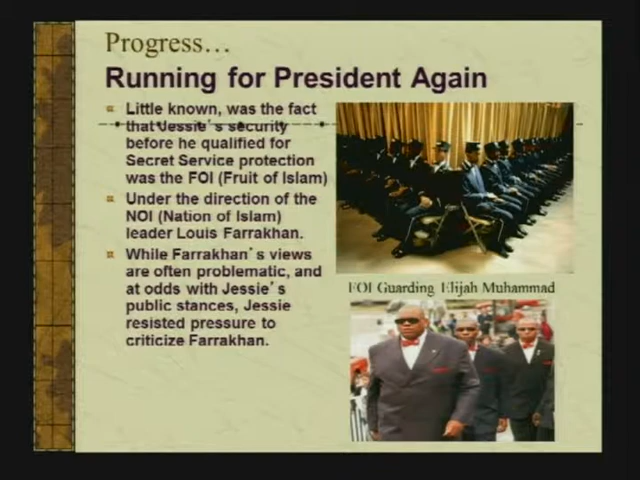 Progress…
Running for President Again
Little known, was the fact
that Jessie's security
before he qualified for
Secret Service protection
was the FOI (Fruit of Islam)
Under the direction of the
NOI (Nation of Islam)
leader Louis Farrakhan.
While Farrakhan's views
are often problematic, and
at odds with Jessie's
public stances, Jessie
resisted pressure to
criticize Farrakhan.
FOI Guarding Elijah Muhammad